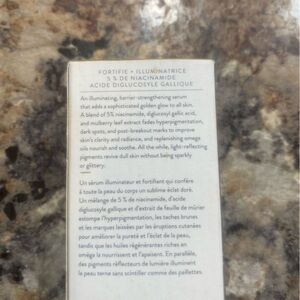 FORTIFIE + ILLUMINATRICE
5 % DE NIACINAMIDE
ACIDE DIGLUCOSYLE GALLIQUE
An illuminating, barrier-strengthening serum
that adds a sophisticated golden glow to all skin.
A blend of 5% niacinamide, diglucosyl gallic acid,
and mulberry leaf extract fades hyperpigmentation,
dark spots, and post-breakout marks to improve
skin's clarity and radiance, and replenishing omega
oils nourish and soothe. All the while, light-reflecting
pigments revive dull skin without being sparkly
or glittery.
Un sérum illuminateur et fortifiant qui confère
à toute la peau du corps un sublime éclat doré.
Un mélange de 5 % de niacinamide, d'acide
diglucosyle gallique et d'extrait de feuille de mûrier
estompe l'hyperpigmentation, les taches brunes
et les marques laissées par les éruptions cutanées
pour améliorer la pureté et l'éclat de la peau,
tandis que les huiles régénérantes riches en
oméga la nourrissent et l'apaisent. En parallèle,
des pigments réflecteurs de lumière illuminent
la peau terne sans scintiller comme des paillettes.